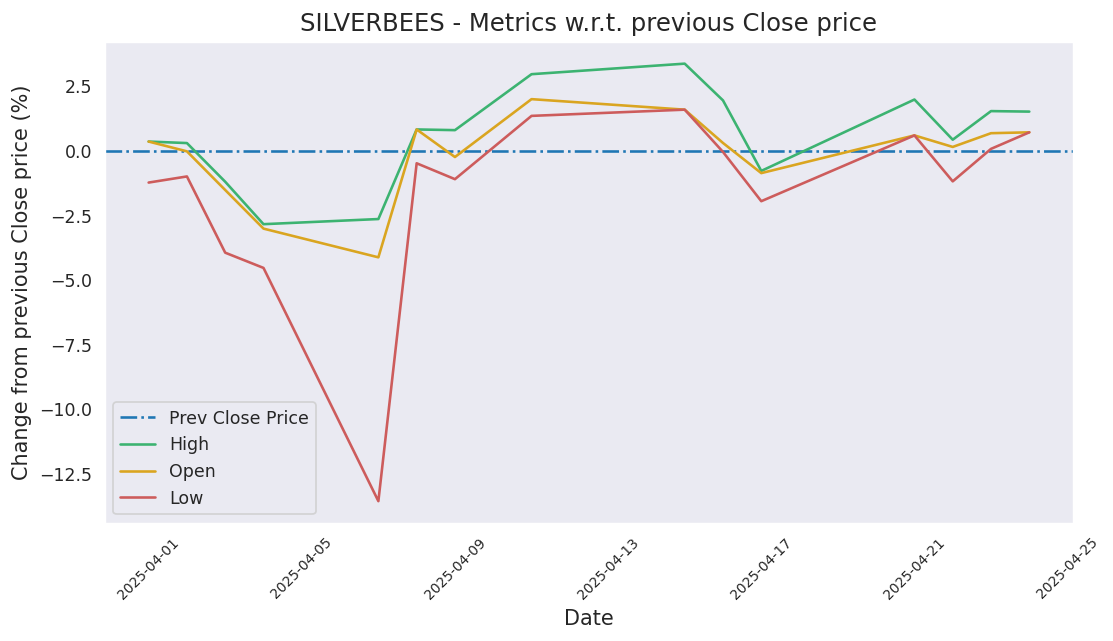 SILVERBEES - Metrics w.r.t. previous Close price
Change from previous Close price (%)
2.5
0.0
−2.5
−5.0
−7.5
−10.0
−12.5
Prev Close Price
High
Open
Low
2025-04-01
2025-04-05
2025-04-09
2025-04-13
2025-04-17
2025-04-21
2025-04-25
Date